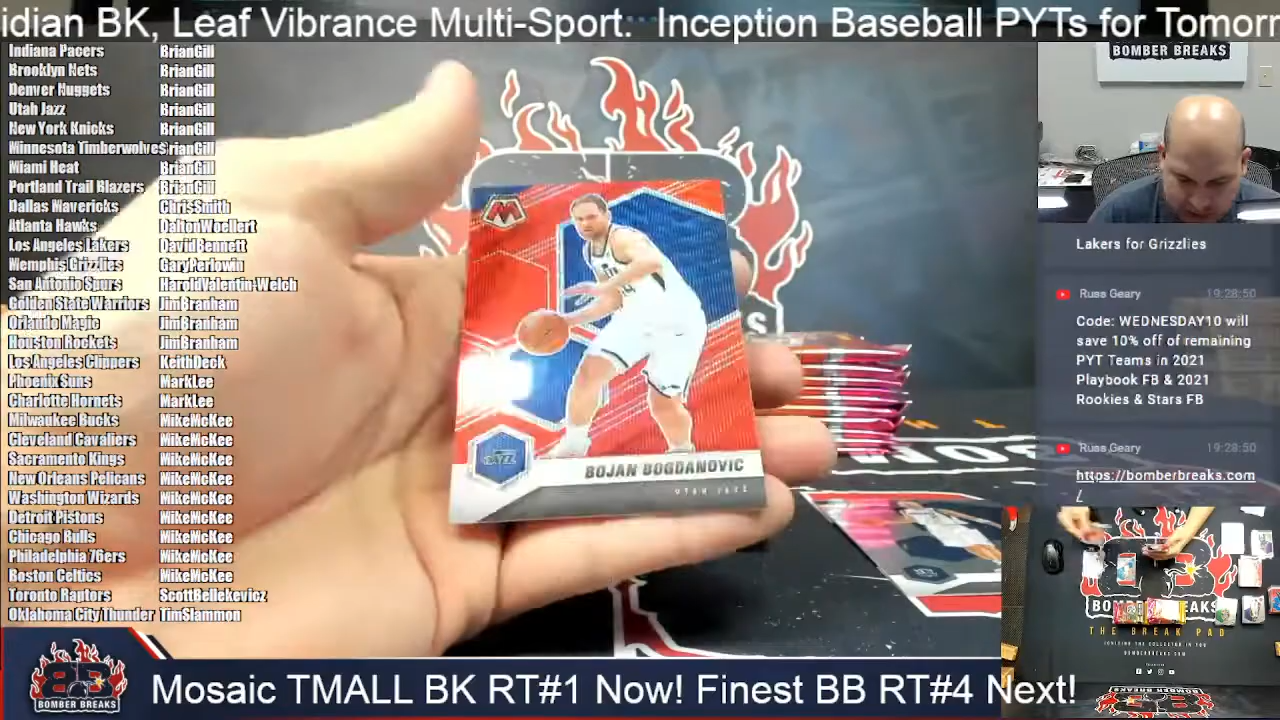 idian BK, Leaf Vibrance Multi-Sport. Inception Baseball PYTs for Tomorr
Indiana Pacers BrianGill
Brooklyn Nets BrianGill
Denver Nuggets BrianGill
Utah Jazz BrianGill
New York Knicks BrianGill
Minnesota Timberwolves BrianGill
Miami Heat BrianGill
Portland Trail Blazers BrianGill
Dallas Mavericks ChrisSmith
Atlanta Hawks DaltonWoellert
Los Angeles Lakers DavidBennett
Memphis Grizzlies GaryPerlowin
San Antonio Spurs HaroldValentin-Welch
Golden State Warriors JimBranham
Orlando Magic JimBranham
Houston Rockets JimBranham
Los Angeles Clippers KeithDeck
Phoenix Suns MarkLee
Charlotte Hornets MarkLee
Milwaukee Bucks MikeMcKee
Cleveland Cavaliers MikeMcKee
Sacramento Kings MikeMcKee
New Orleans Pelicans MikeMcKee
Washington Wizards MikeMcKee
Detroit Pistons MikeMcKee
Chicago Bulls MikeMcKee
Philadelphia 76ers MikeMcKee
Boston Celtics MikeMcKee
Toronto Raptors ScottBellekevicz
Oklahoma City Thunder TimSlammon
M
JAZZ
BOJAN BOGDANOVIC
UTAH JAZZ
BOMBER BREAKS
Lakers for Grizzlies
Russ Geary 19:28:50
Code: WEDNESDAY10 will
save 10% off of remaining
PYT Teams in 2021
Playbook FB & 2021
Rookies & Stars FB
Russ Geary 19:28:50
https://bomberbreaks.com
/
BOMBER BREAKS
THE BREAK PAD
BOMBER BREAKS
BOMBER BREAKS
Mosaic TMALL BK RT#1 Now! Finest BB RT#4 Next!